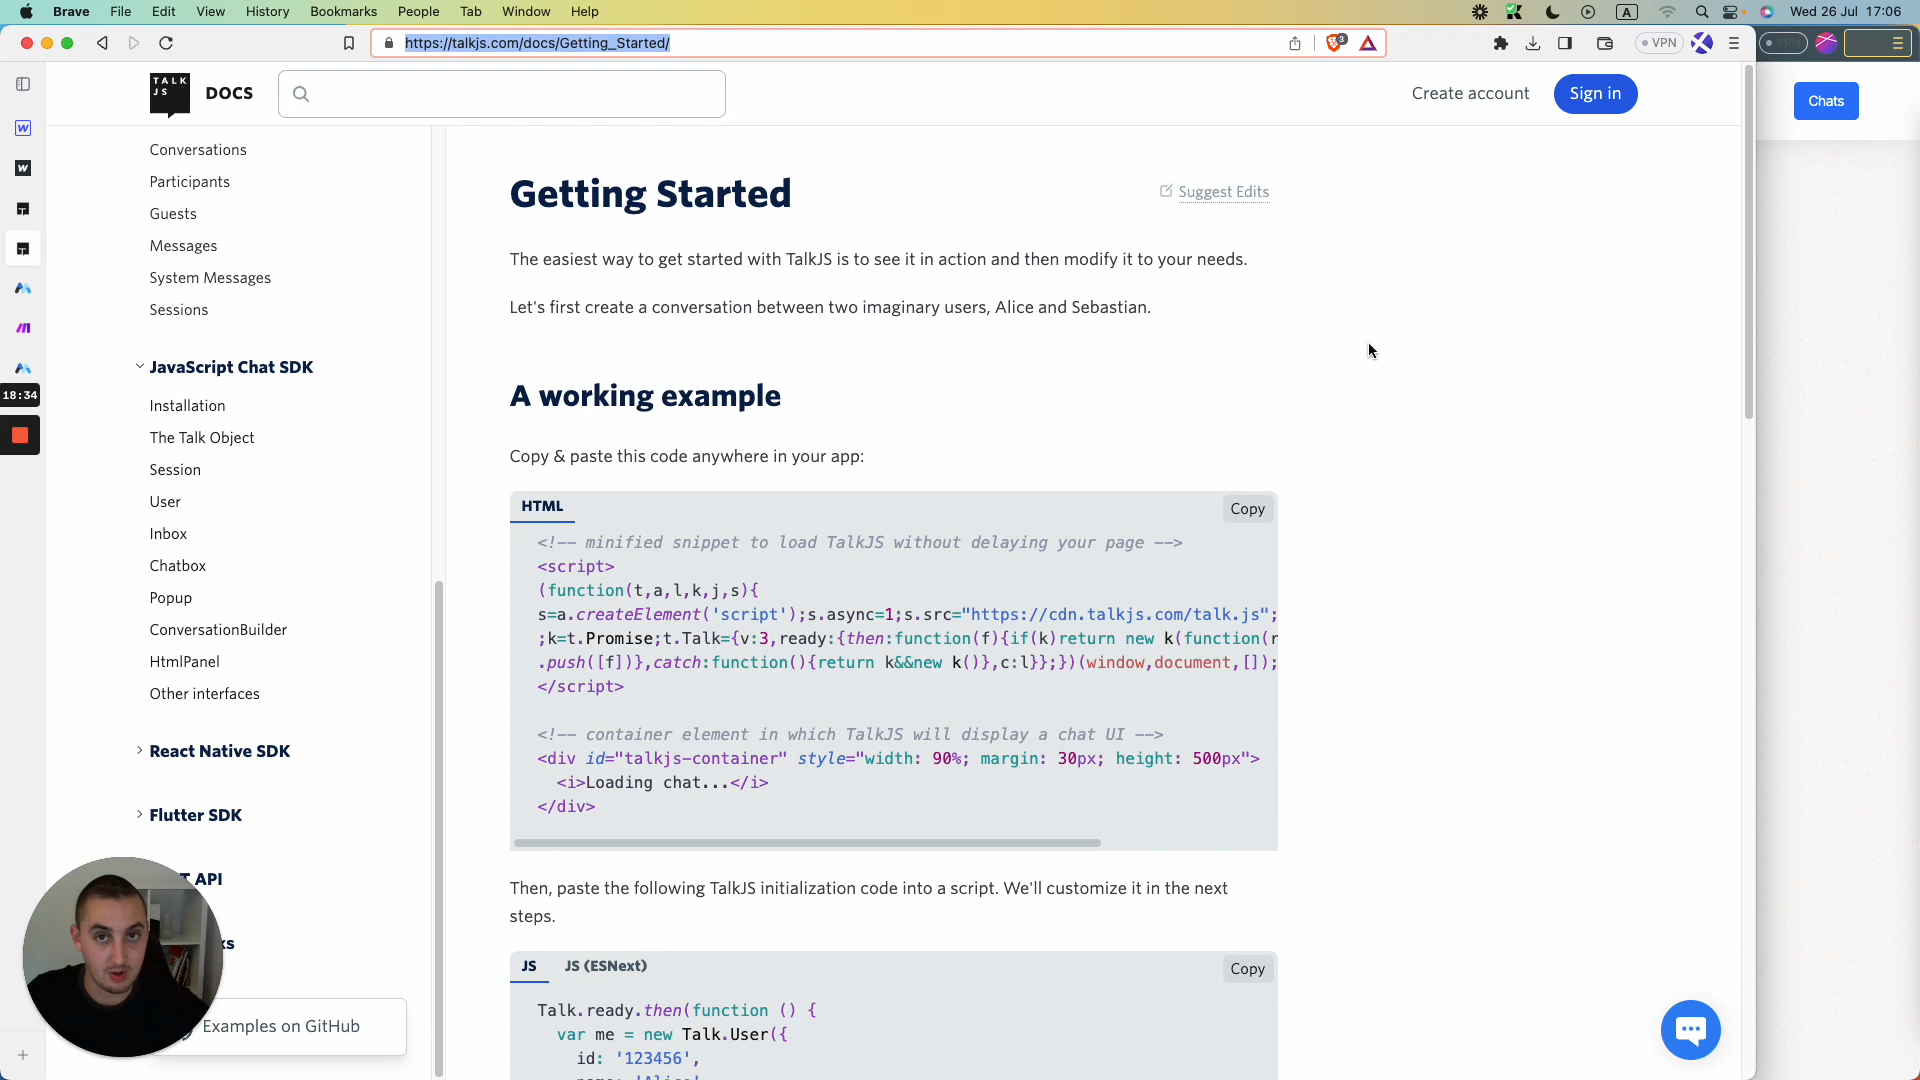 Brave File Edit View History Bookmarks People Tab Window Help
A
Wed 26 Jul 17:06
https://talkjs.com/docs/Getting_Started/
3
VPN
TALK
JS
DOCS
Create account
Sign in
Chats
Conversations
Participants
Guests
Messages
System Messages
Sessions
JavaScript Chat SDK
Installation
The Talk Object
Session
User
Inbox
Chatbox
Popup
ConversationBuilder
HtmlPanel
Other interfaces
React Native SDK
Flutter SDK
API
Examples on GitHub
18:34
Getting Started
Suggest Edits
The easiest way to get started with TalkJS is to see it in action and then modify it to your needs.
Let's first create a conversation between two imaginary users, Alice and Sebastian.
A working example
Copy & paste this code anywhere in your app:
HTML
Copy
<!-- minified snippet to load TalkJS without delaying your page -->
<script>
(function(t,a,l,k,j,s){
s=a.createElement('script');s.async=1;s.src="https://cdn.talkjs.com/talk.js";
;k=t.Promise;t.Talk={v:3,ready:{then:function(f){if(k)return new k(function(r
.push([f])},catch:function(){return k&&new k()},c:l}};})(window,document,[]);
</script>
<!-- container element in which TalkJS will display a chat UI -->
<div id="talkjs-container" style="width: 90%; margin: 30px; height: 500px">
<i>Loading chat...</i>
</div>
Then, paste the following TalkJS initialization code into a script. We'll customize it in the next
steps.
JS JS (ESNext)
Copy
Talk.ready.then(function () {
var me = new Talk.User({
id: '123456',